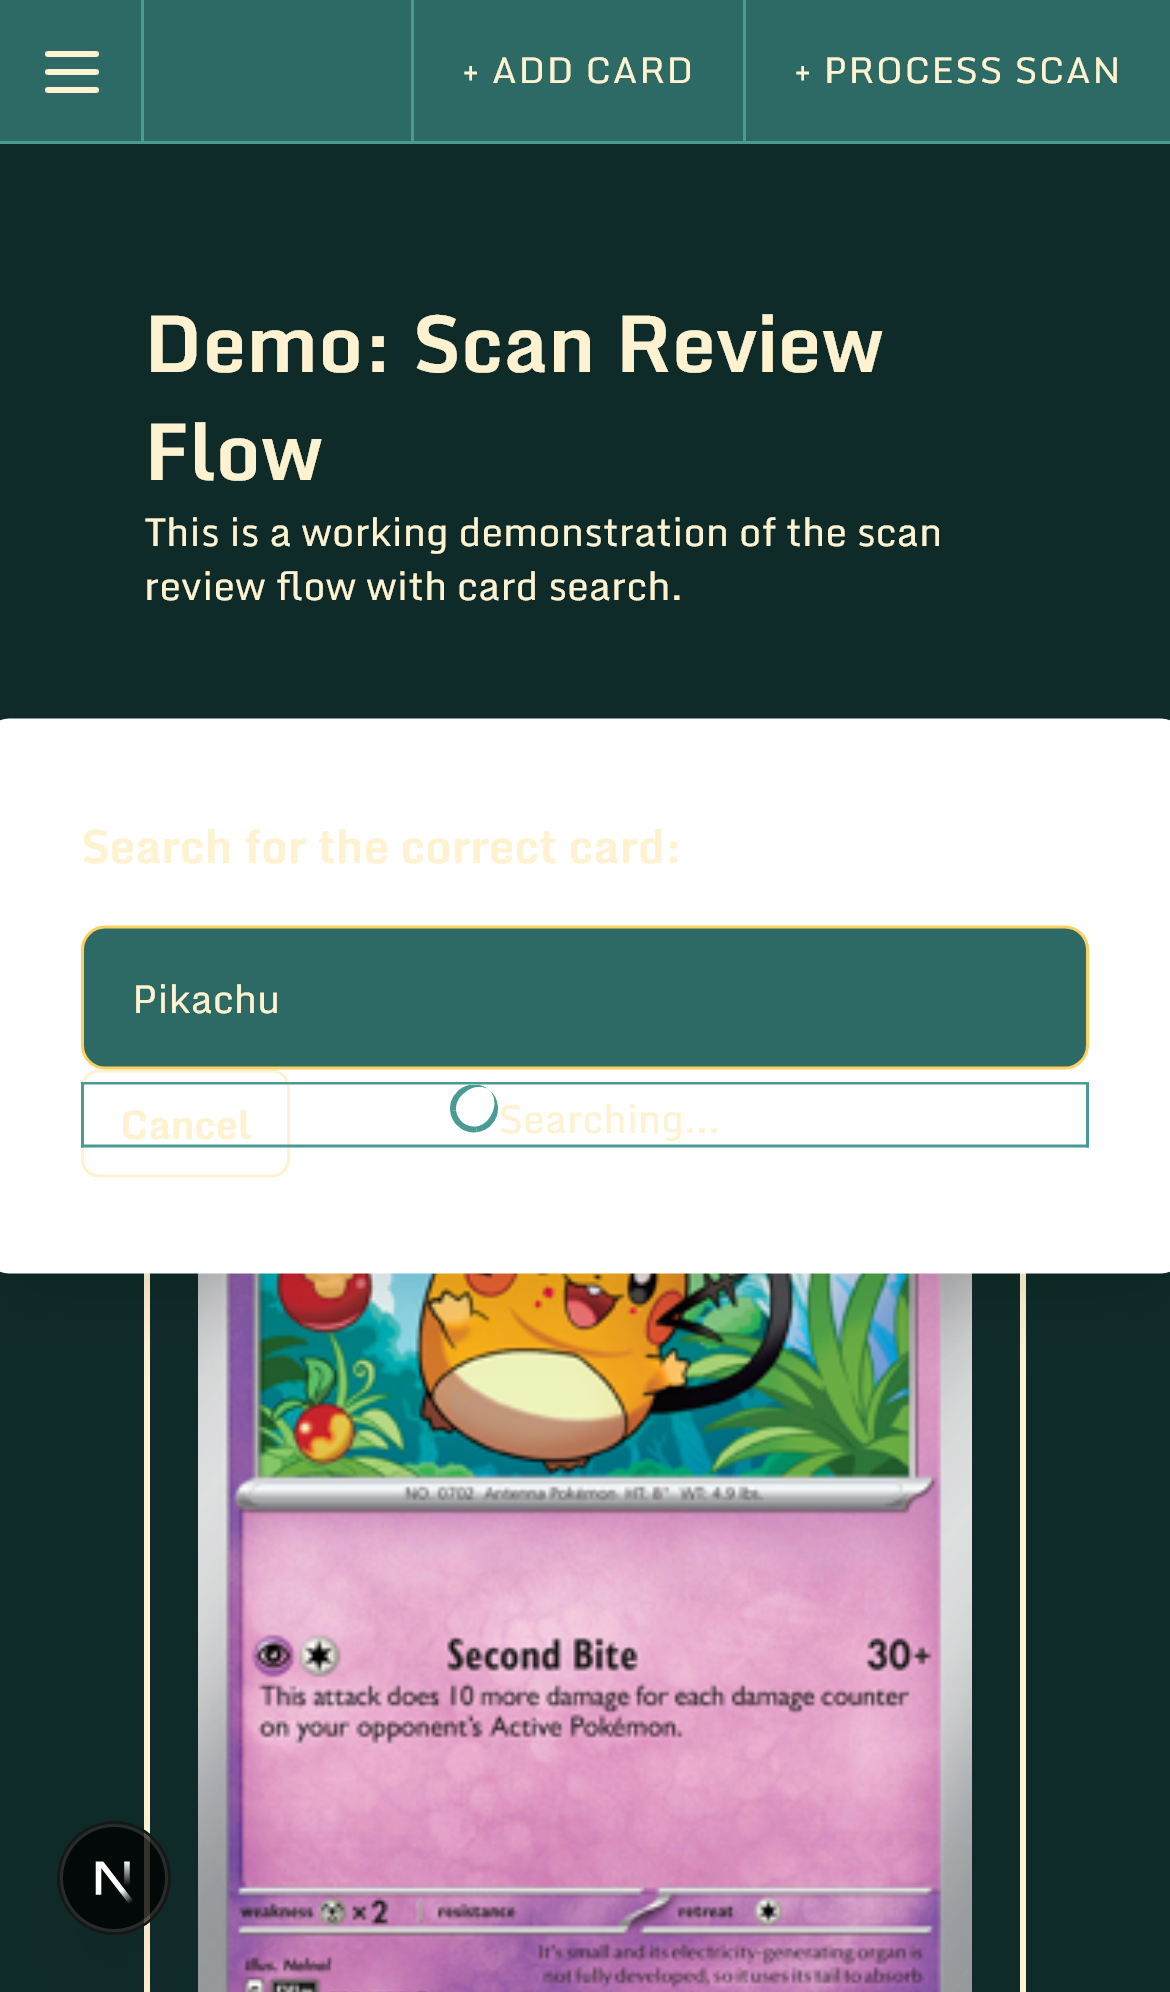 + ADD CARD
+ PROCESS SCAN
Demo: Scan Review
Flow
This is a working demonstration of the scan
review flow with card search.
Search for the correct card:
Pikachu
Cancel
Searching...
NO. 0702 Antenna Pokémon HT: 8" WT: 4.9 lbs.
Second Bite 30+
This attack does 10 more damage for each damage counter
on your opponent's Active Pokémon.
N
weakness ×2 resistance retreat
It's small and its electricity-generating organ is
Illus.
not fully developed, so it uses its tail to absorb